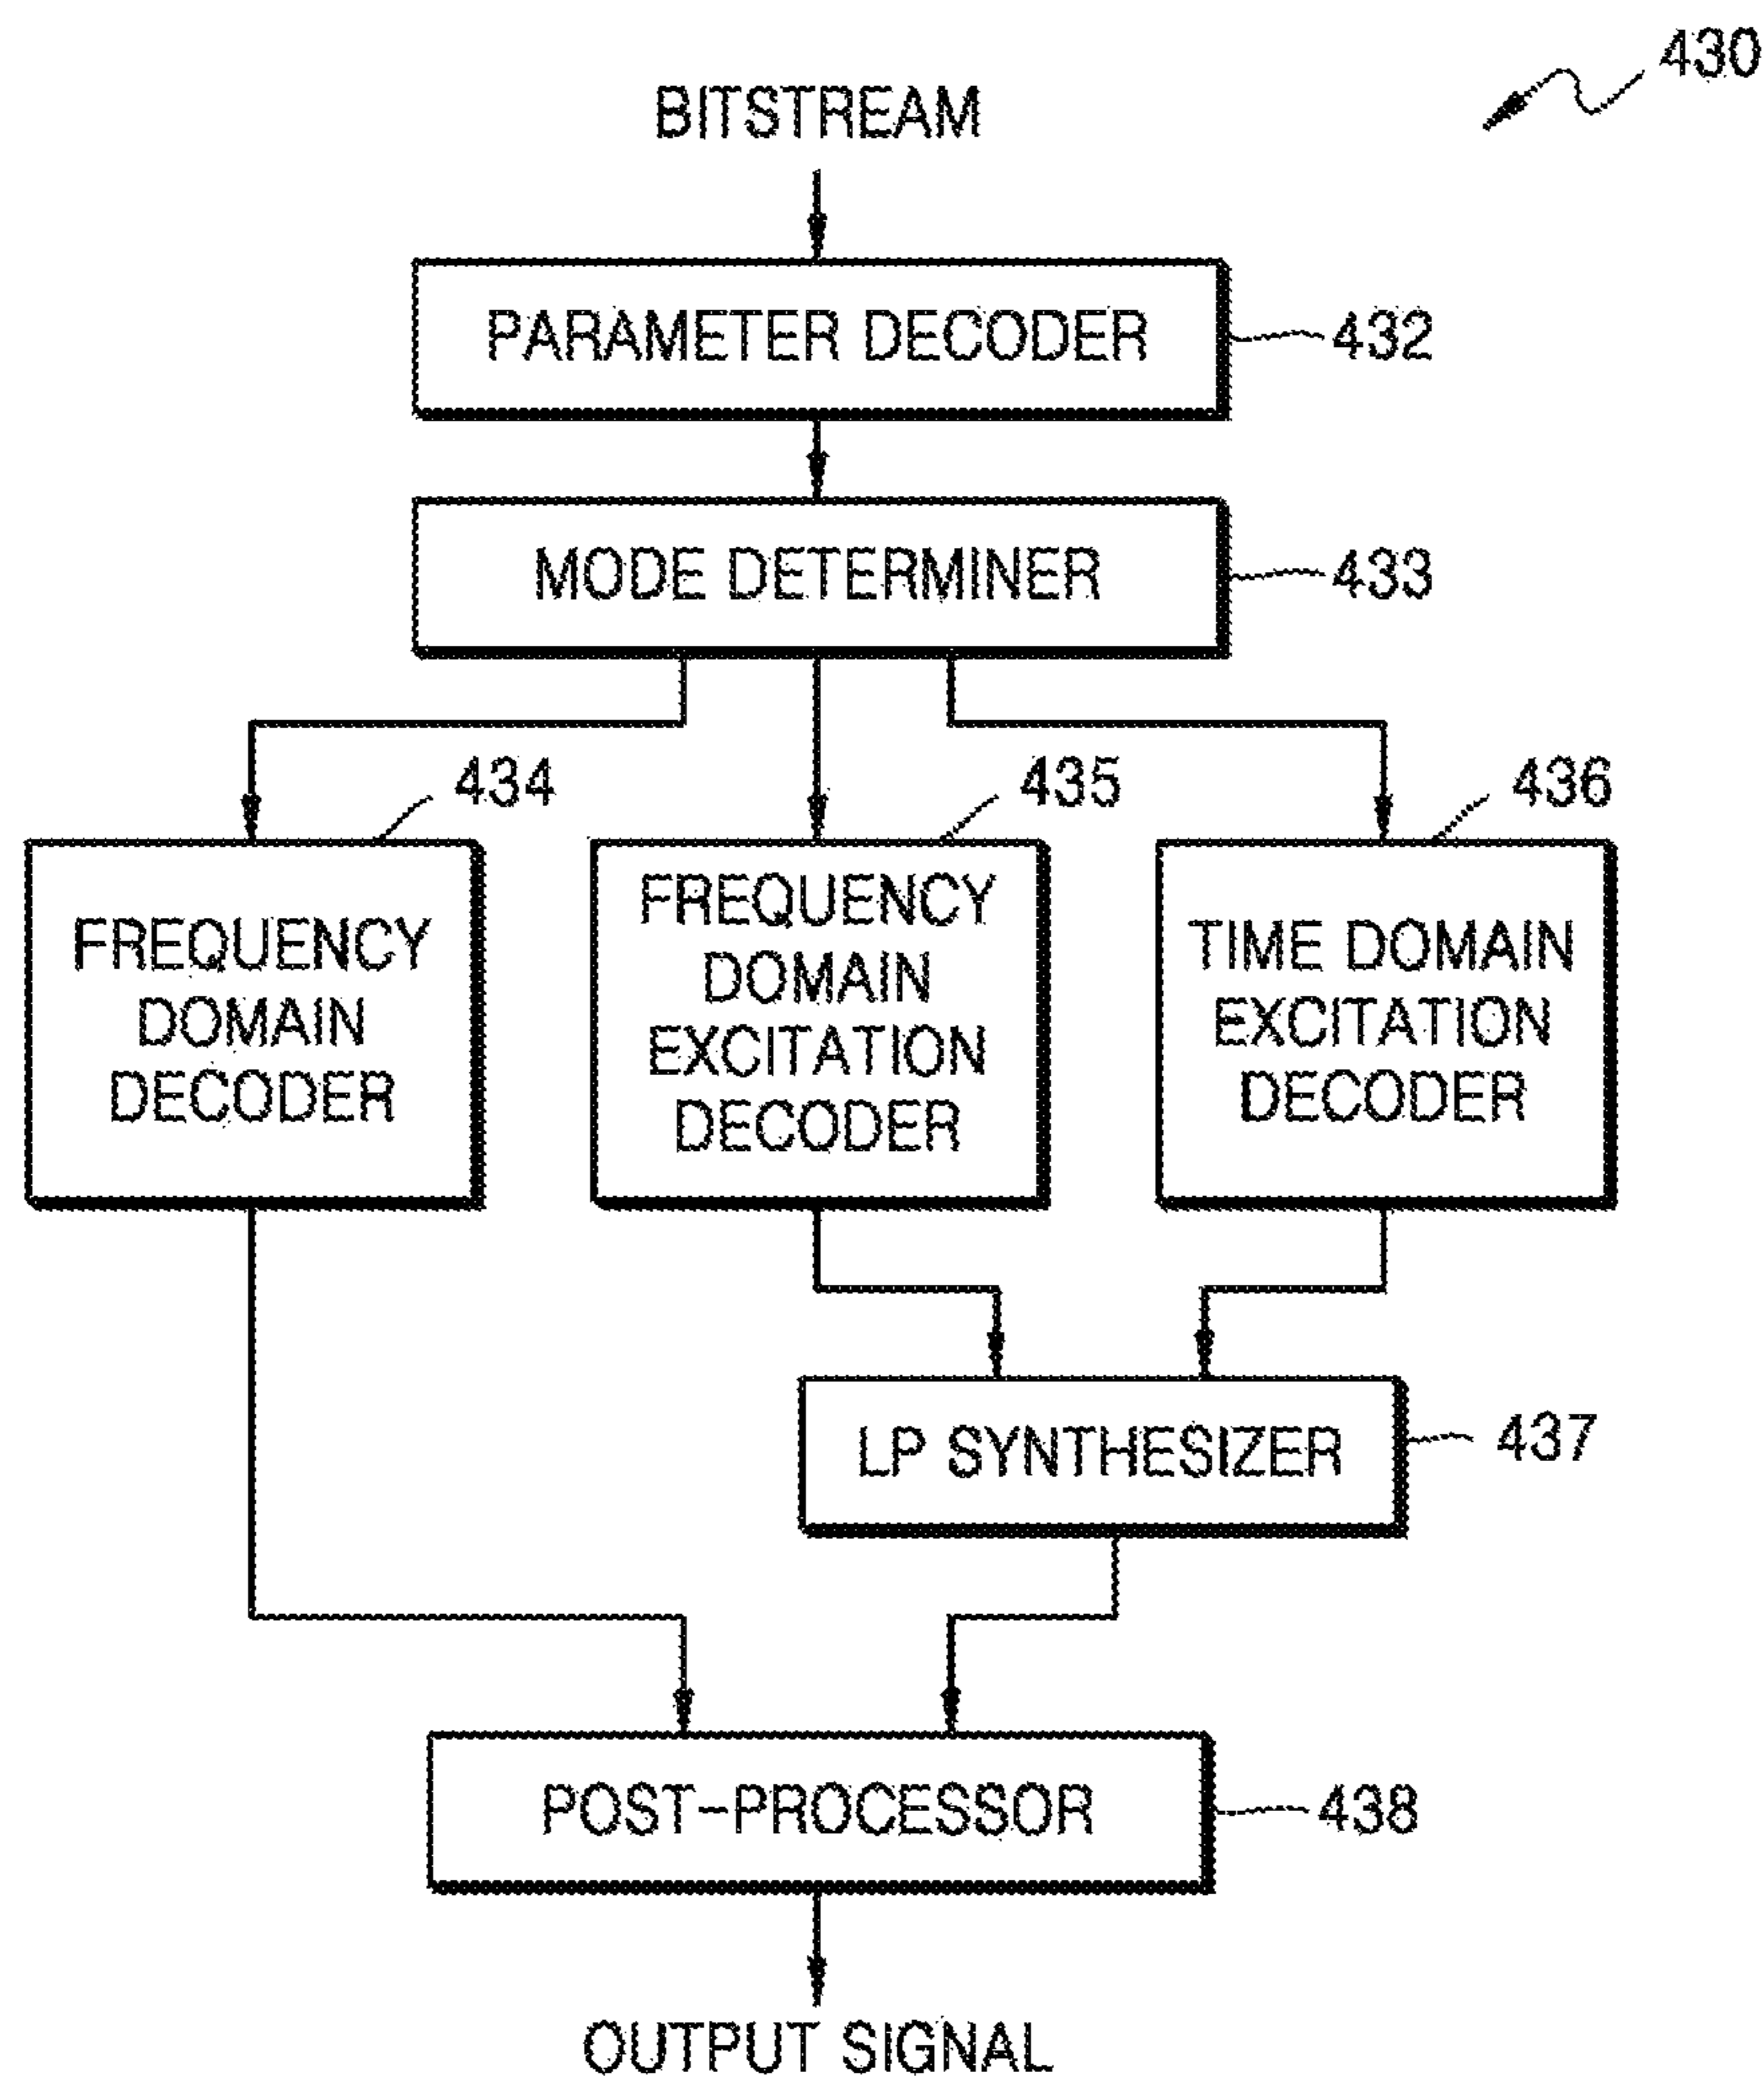 430
BITSTREAM
PARAMETER DECODER
432
MODE DETERMINER
433
434
435
436
FREQUENCY
DOMAIN
DECODER
FREQUENCY
DOMAIN
EXCITATION
DECODER
TIME DOMAIN
EXCITATION
DECODER
LP SYNTHESIZER
437
POST-PROCESSOR
438
OUTPUT SIGNAL